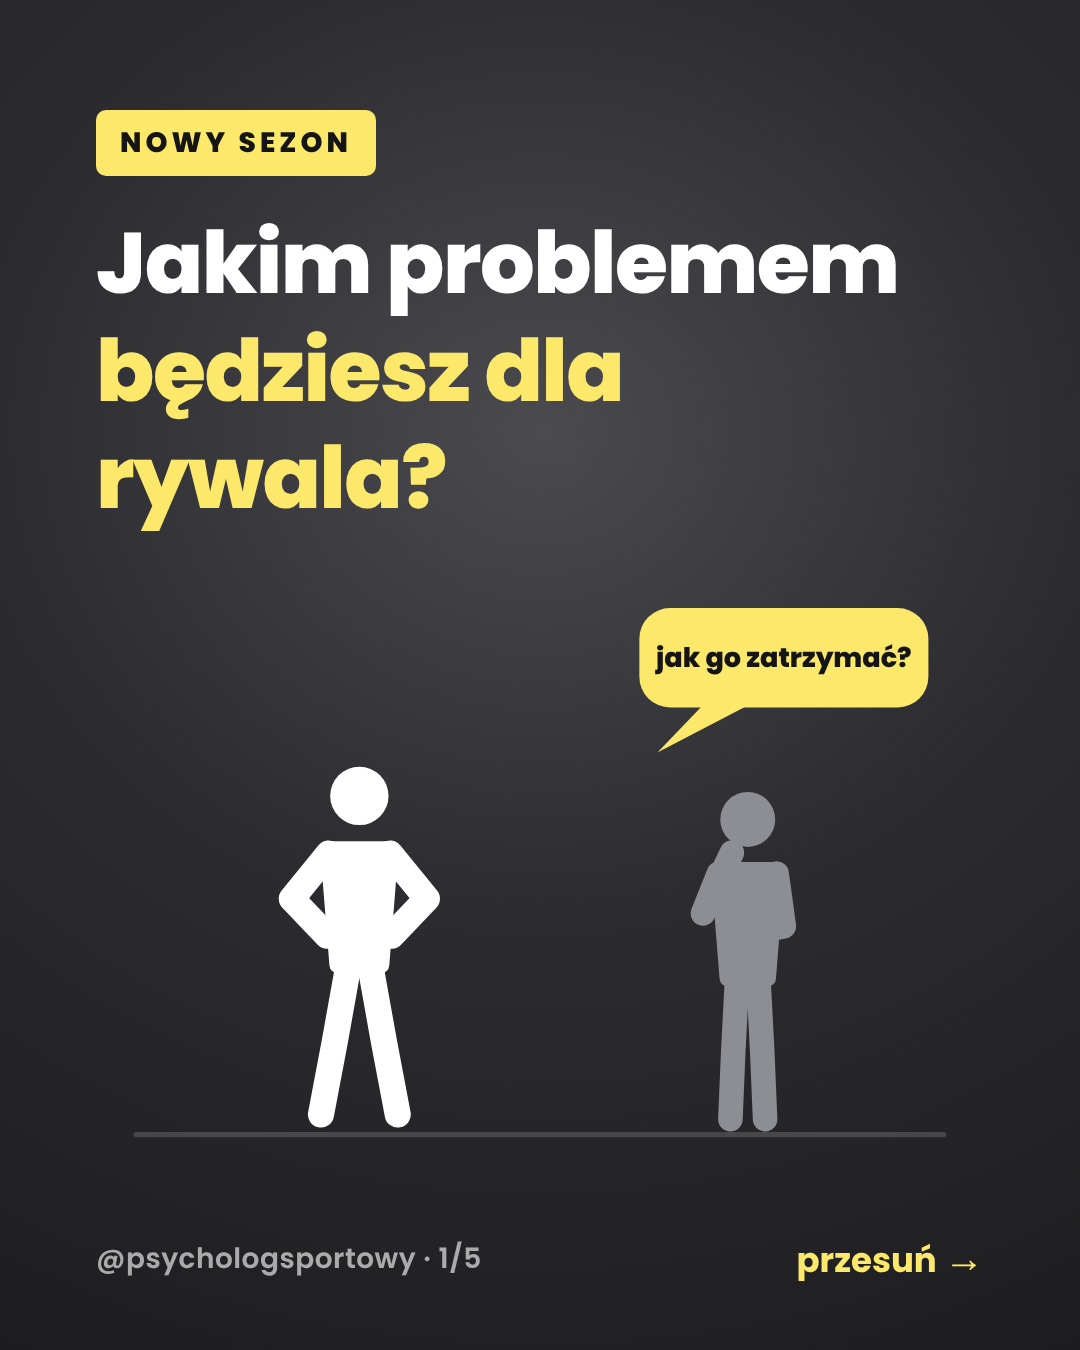 NOWY SEZON
Jakim problemem
będziesz dla
rywala?
jak go zatrzymać?
@psychologsportowy · 1/5
przesuń →